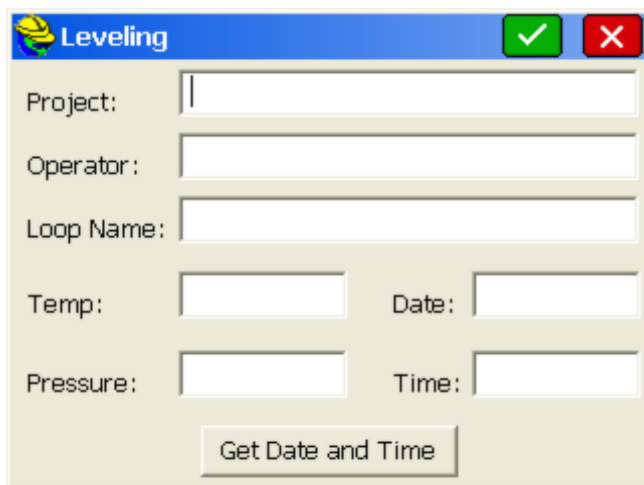 Leveling
Project:
Operator:
Loop Name:
Temp: Date:
Pressure: Time:
Get Date and Time